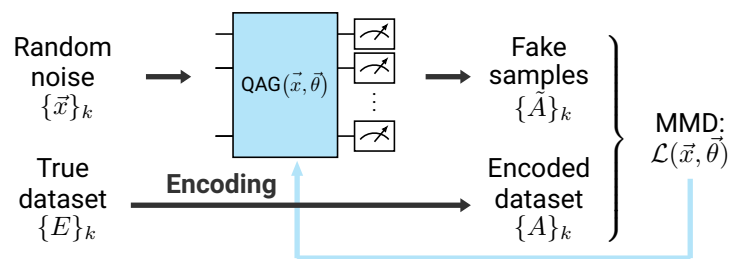 Random
noise
{x⃗}ₖ
QAG(x⃗, θ⃗)
⋮
Fake
samples
{Ã}ₖ
MMD:
ℒ(x⃗, θ⃗)
True
dataset
{E}ₖ
Encoding
Encoded
dataset
{A}ₖ